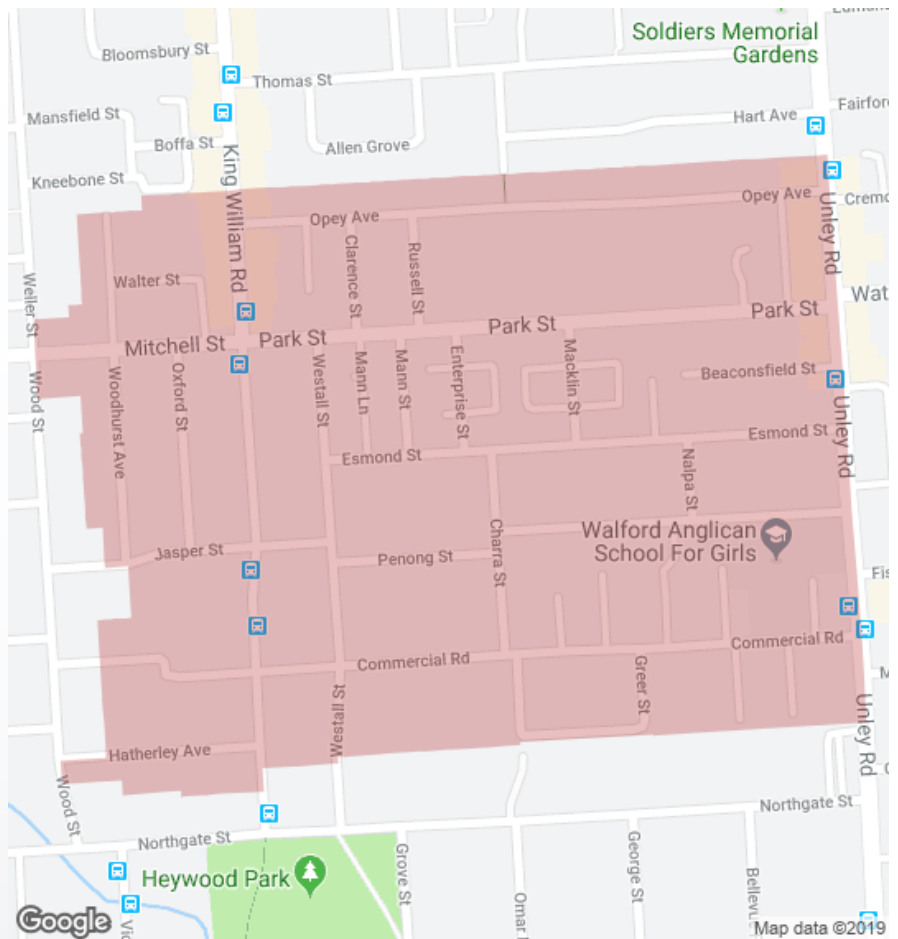 Soldiers Memorial
Gardens
Bloomsbury St
Thomas St
Mansfield St
Hart Ave
Boffa St
Allen Grove
Kneebone St
King William Rd
Opey Ave
Opey Ave
Unley Rd
Clarence St
Russell St
Walter St
Weller St
Park St
Park St
Park St
Mitchell St
Mann Ln
Mann St
Enterprise St
Macklin St
Westall St
Oxford St
Woodhurst Ave
Wood St
Beaconsfield St
Unley Rd
Esmond St
Esmond St
Nalpa St
Charra St
Walford Anglican
School For Girls
Jasper St
Penong St
Commercial Rd
Commercial Rd
Greer St
Westall St
Unley Rd
Hatherley Ave
Wood St
Northgate St
Northgate St
Heywood Park
Grove St
Omar
George St
Google
Map data ©2019